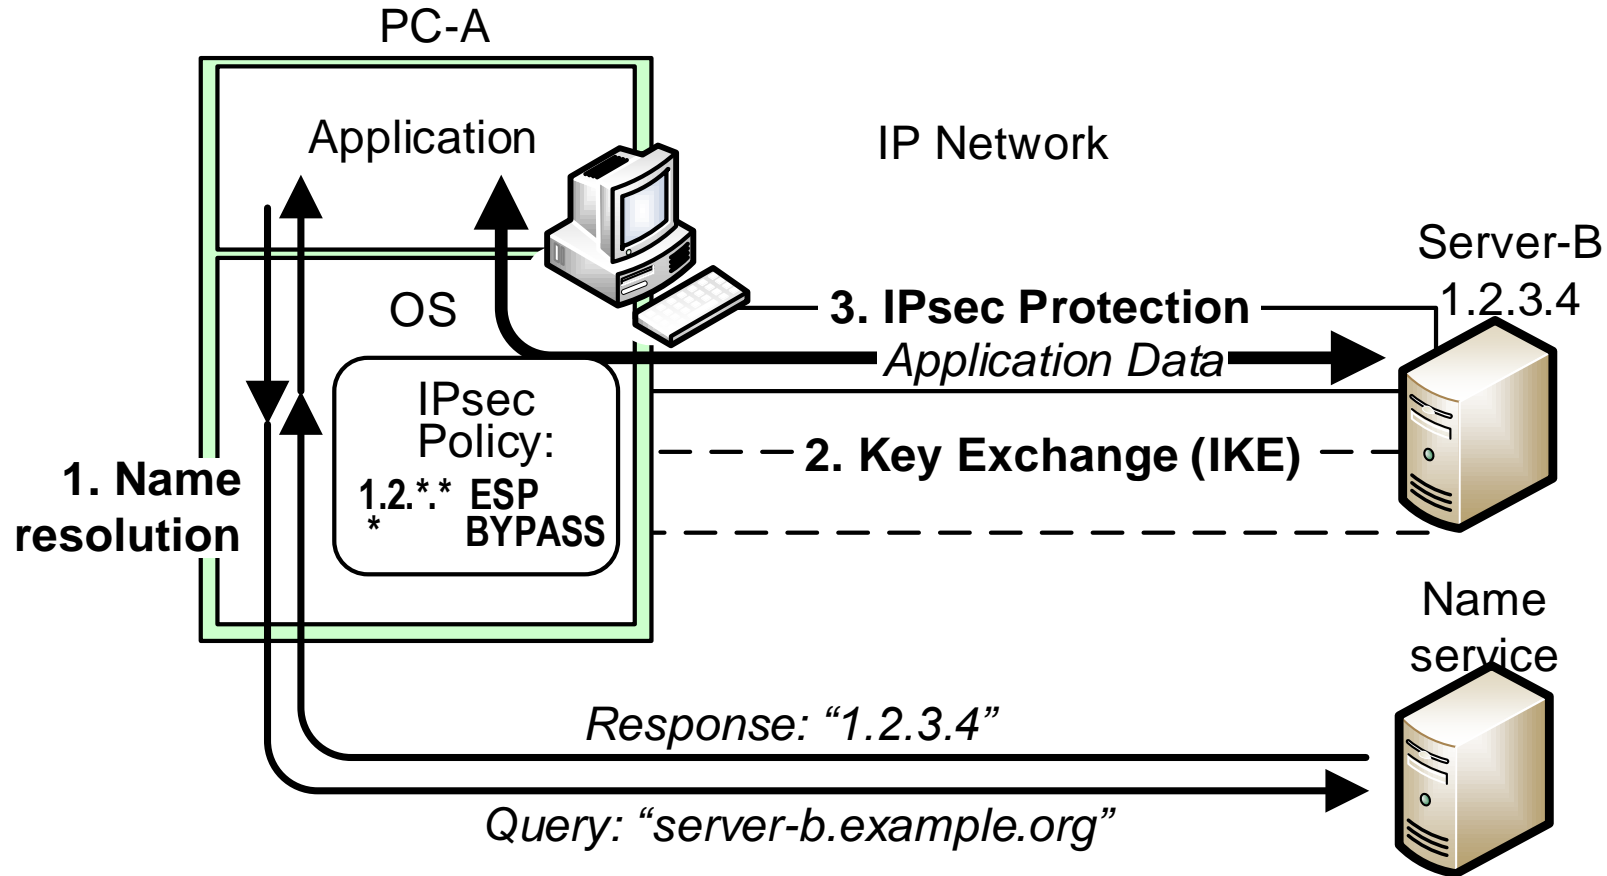 PC-A
Application
IP Network
Server-B
1.2.3.4
OS
3. IPsec Protection
Application Data
IPsec
Policy:
1.2.*.* ESP
* BYPASS
2. Key Exchange (IKE)
1. Name
resolution
Name
service
Response: “1.2.3.4”
Query: “server-b.example.org”